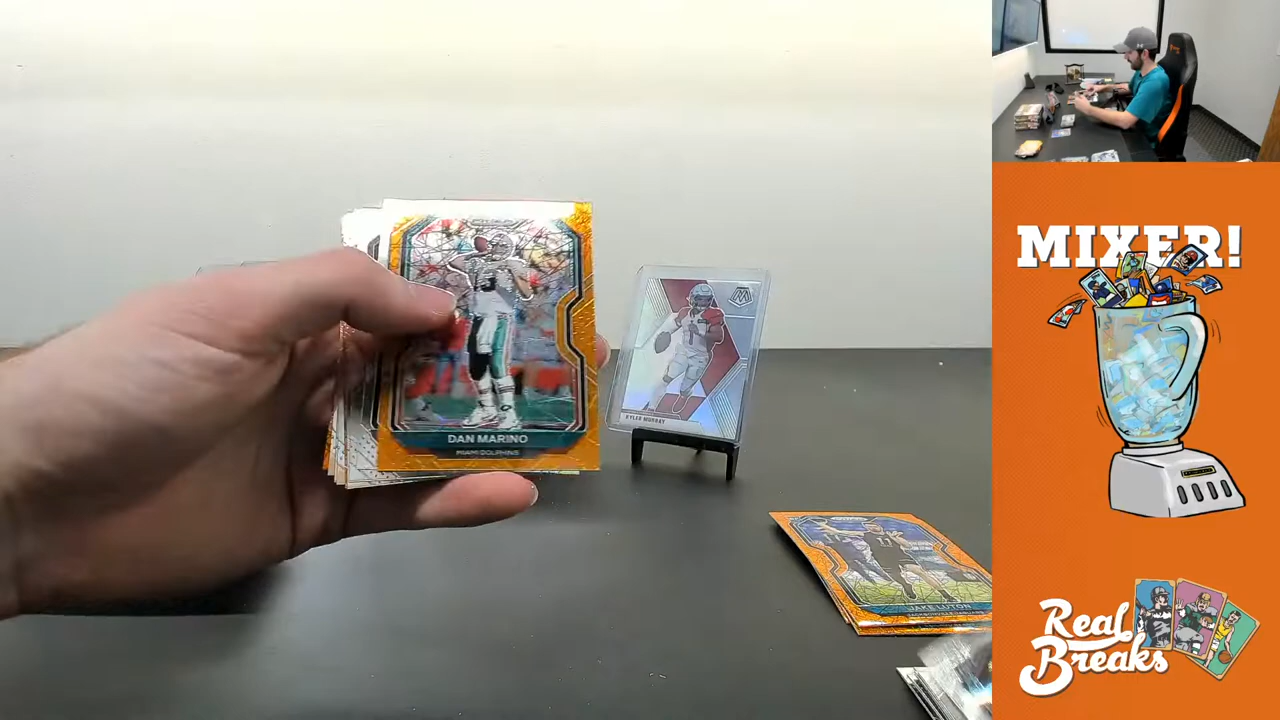 MIXER!
DAN MARINO
MIAMI DOLPHINS
KYLER MURRAY
JAKE LUTON
Real
Breaks